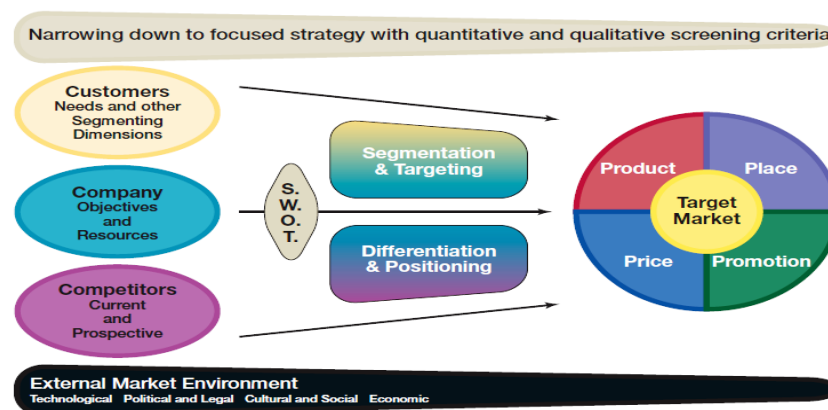 Narrowing down to focused strategy with quantitative and qualitative screening criteria
Customers
Needs and other
Segmenting
Dimensions
Company
Objectives
and
Resources
Competitors
Current
and
Prospective
S.
W.
O.
T.
Segmentation
& Targeting
Differentiation
& Positioning
Product
Place
Target
Market
Price
Promotion
External Market Environment
Technological Political and Legal Cultural and Social Economic